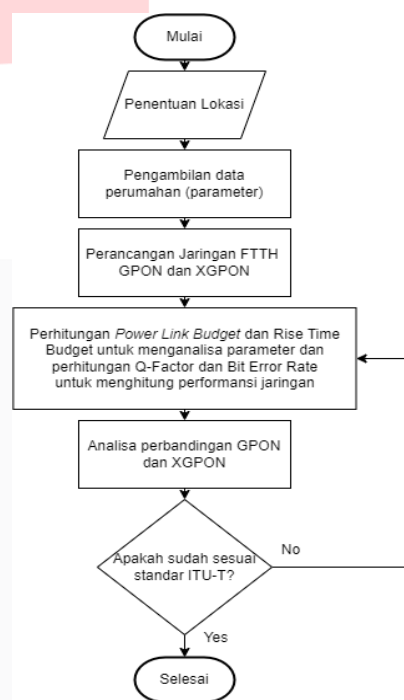 Mulai
Penentuan Lokasi
Pengambilan data
perumahan (parameter)
Perancangan Jaringan FTTH
GPON dan XGPON
Perhitungan Power Link Budget dan Rise Time
Budget untuk menganalisa parameter dan
perhitungan Q-Factor dan Bit Error Rate
untuk menghitung performansi jaringan
Analisa perbandingan GPON
dan XGPON
Apakah sudah sesuai
standar ITU-T?
No
Yes
Selesai